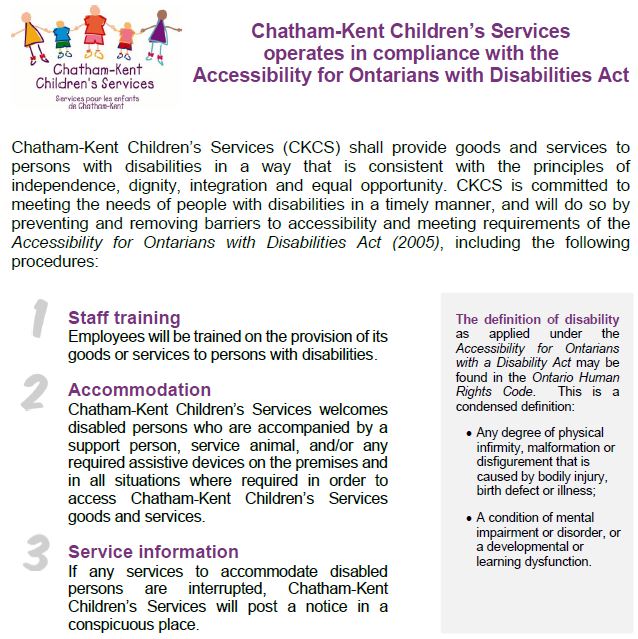 Chatham-Kent
Children's Services
Services pour les enfants
de Chatham-Kent
Chatham-Kent Children's Services
operates in compliance with the
Accessibility for Ontarians with Disabilities Act
Chatham-Kent Children's Services (CKCS) shall provide goods and services to
persons with disabilities in a way that is consistent with the principles of
independence, dignity, integration and equal opportunity. CKCS is committed to
meeting the needs of people with disabilities in a timely manner, and will do so by
preventing and removing barriers to accessibility and meeting requirements of the
Accessibility for Ontarians with Disabilities Act (2005), including the following
procedures:
1
Staff training
Employees will be trained on the provision of its
goods or services to persons with disabilities.
2
Accommodation
Chatham-Kent Children's Services welcomes
disabled persons who are accompanied by a
support person, service animal, and/or any
required assistive devices on the premises and
in all situations where required in order to
access Chatham-Kent Children's Services
goods and services.
3
Service information
If any services to accommodate disabled
persons are interrupted, Chatham-Kent
Children's Services will post a notice in a
conspicuous place.
The definition of disability
as applied under the
Accessibility for Ontarians
with a Disability Act may be
found in the Ontario Human
Rights Code. This is a
condensed definition:
• Any degree of physical
infirmity, malformation or
disfigurement that is
caused by bodily injury,
birth defect or illness;
• A condition of mental
impairment or disorder, or
a developmental or
learning dysfunction.